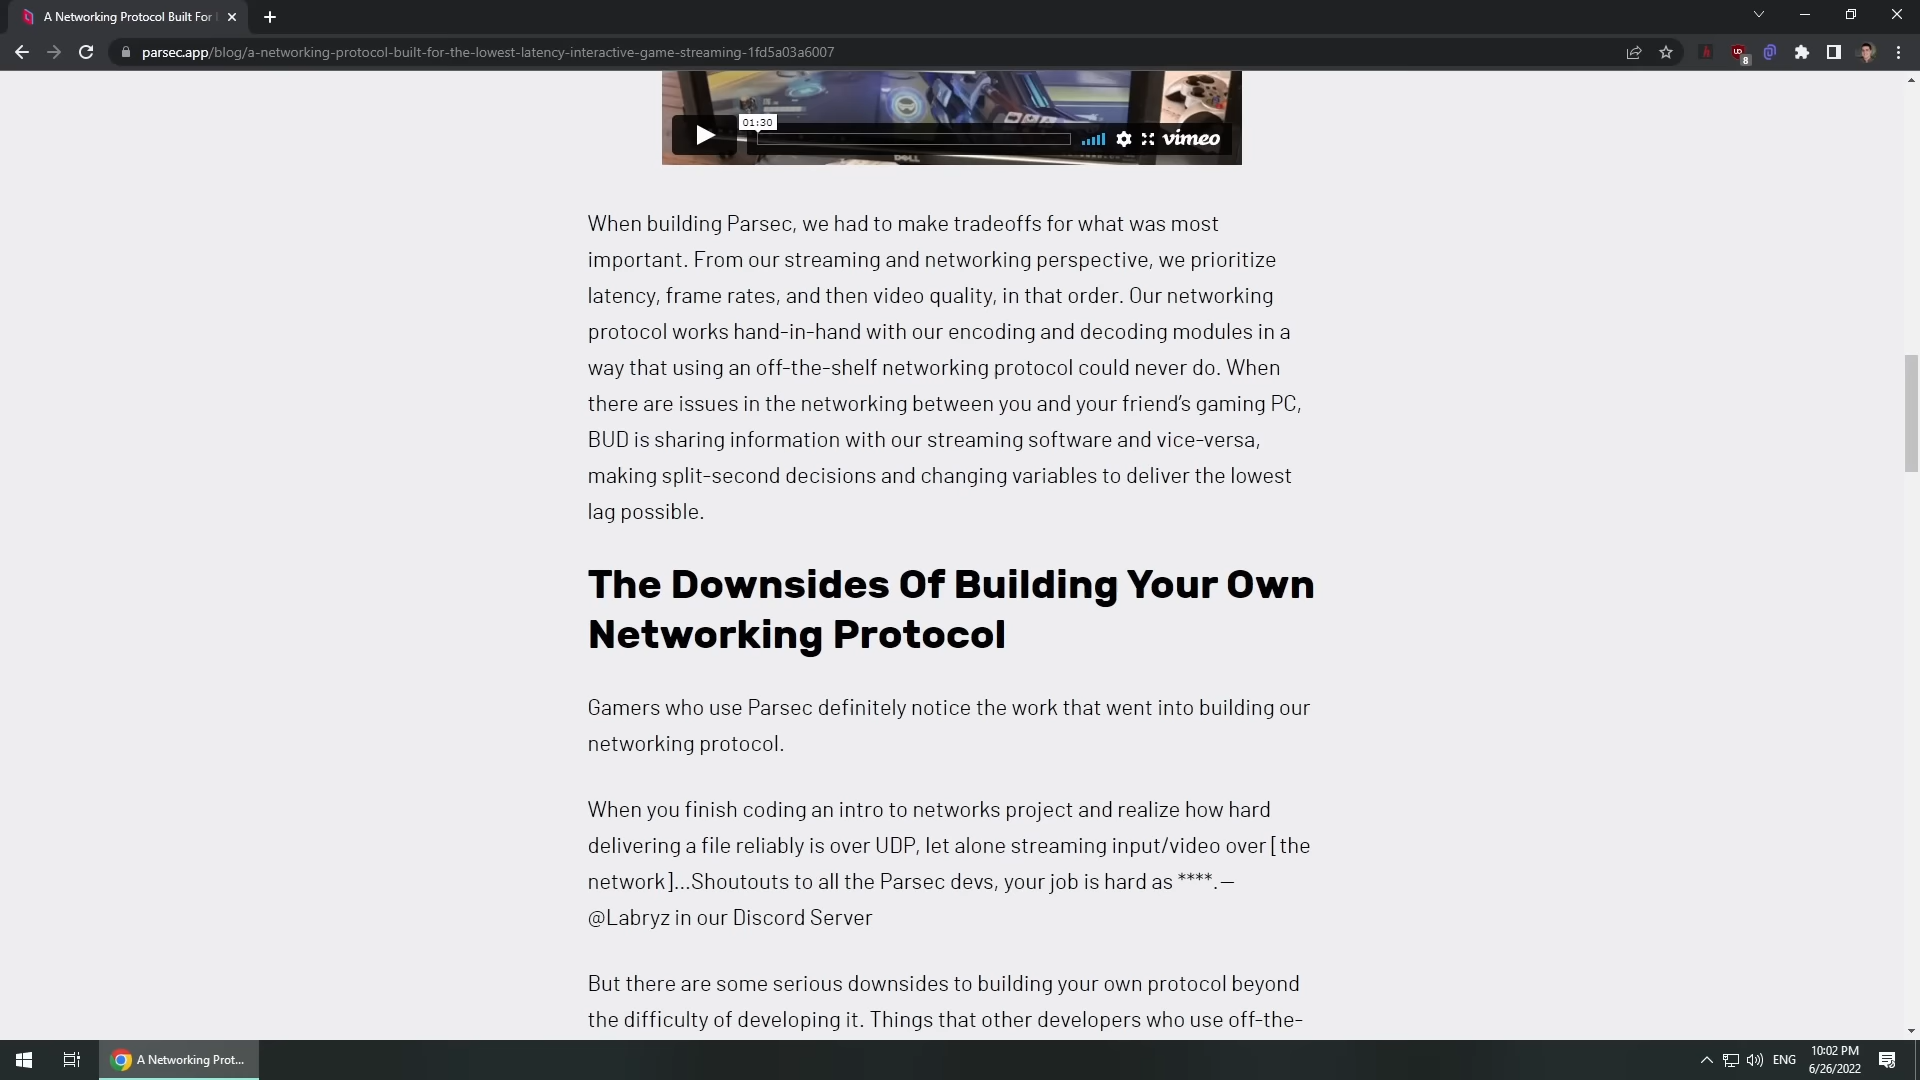 A Networking Protocol Built For
parsec.app/blog/a-networking-protocol-built-for-the-lowest-latency-interactive-game-streaming-1fd5a03a6007
8
01:30
vimeo
DELL
When building Parsec, we had to make tradeoffs for what was most
important. From our streaming and networking perspective, we prioritize
latency, frame rates, and then video quality, in that order. Our networking
protocol works hand-in-hand with our encoding and decoding modules in a
way that using an off-the-shelf networking protocol could never do. When
there are issues in the networking between you and your friend’s gaming PC,
BUD is sharing information with our streaming software and vice-versa,
making split-second decisions and changing variables to deliver the lowest
lag possible.
The Downsides Of Building Your Own
Networking Protocol
Gamers who use Parsec definitely notice the work that went into building our
networking protocol.
When you finish coding an intro to networks project and realize how hard
delivering a file reliably is over UDP, let alone streaming input/video over [the
network]...Shoutouts to all the Parsec devs, your job is hard as ****.—
@Labryz in our Discord Server
But there are some serious downsides to building your own protocol beyond
the difficulty of developing it. Things that other developers who use off-the-
A Networking Prot...
ENG
10:02 PM
6/26/2022